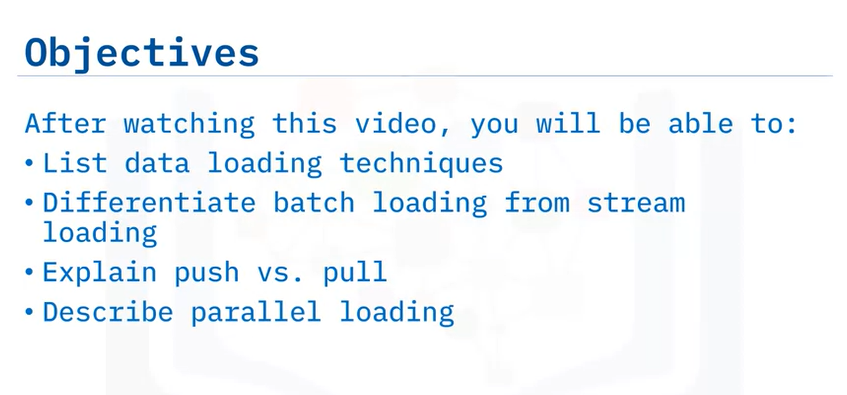 Objectives
After watching this video, you will be able to:
• List data loading techniques
• Differentiate batch loading from stream
loading
• Explain push vs. pull
• Describe parallel loading